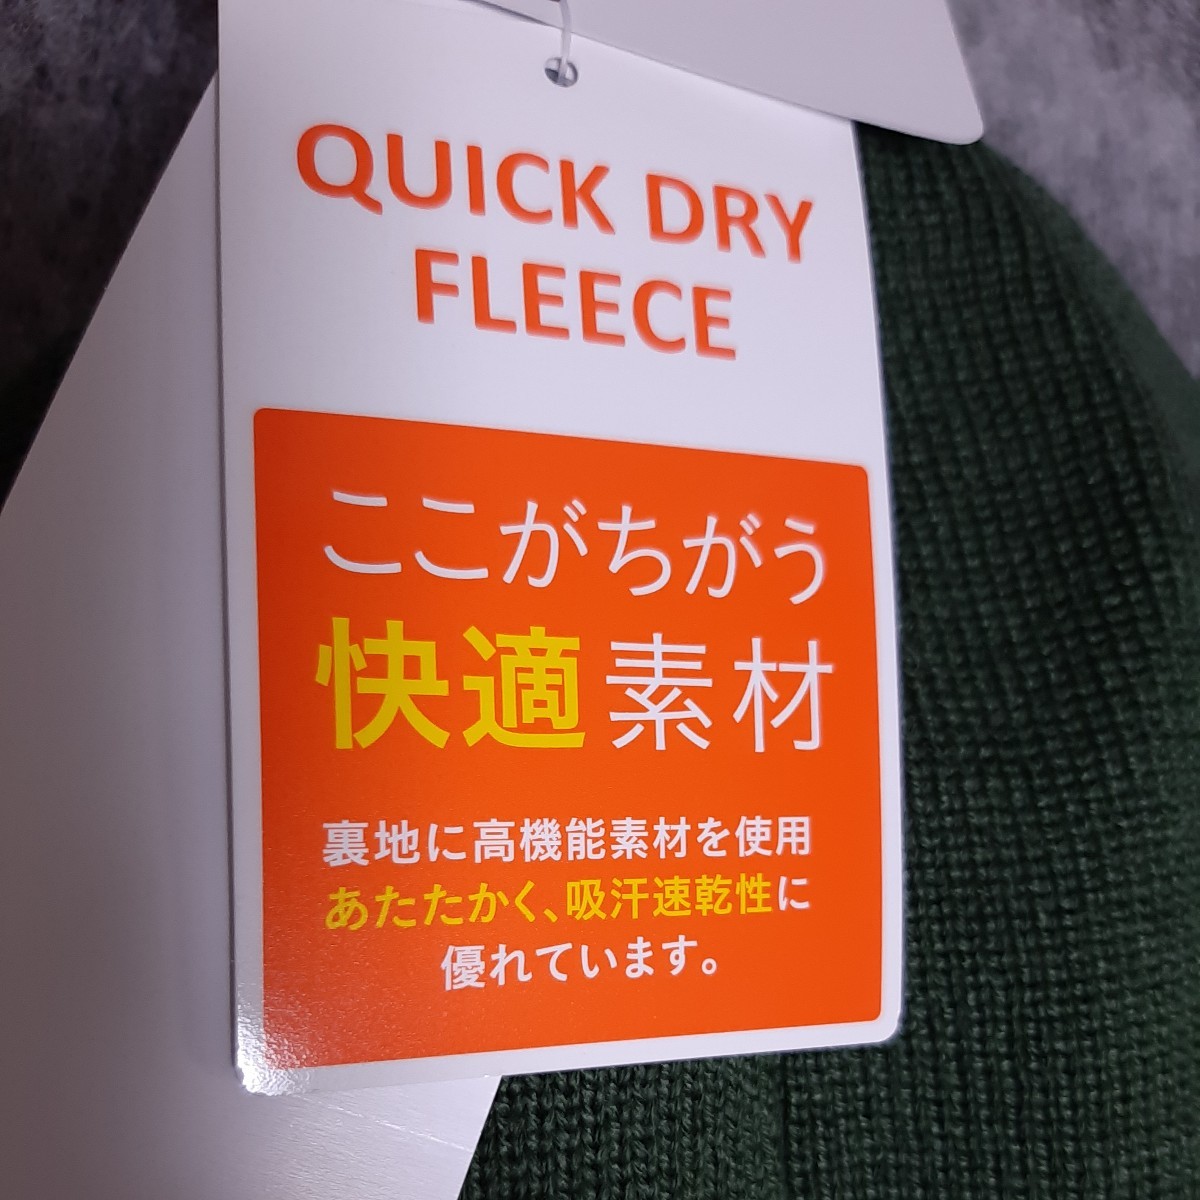 QUICK DRY
FLEECE
ここがちがう
快適素材
裏地に高機能素材を使用
あたたかく、吸汗速乾性に
優れています。